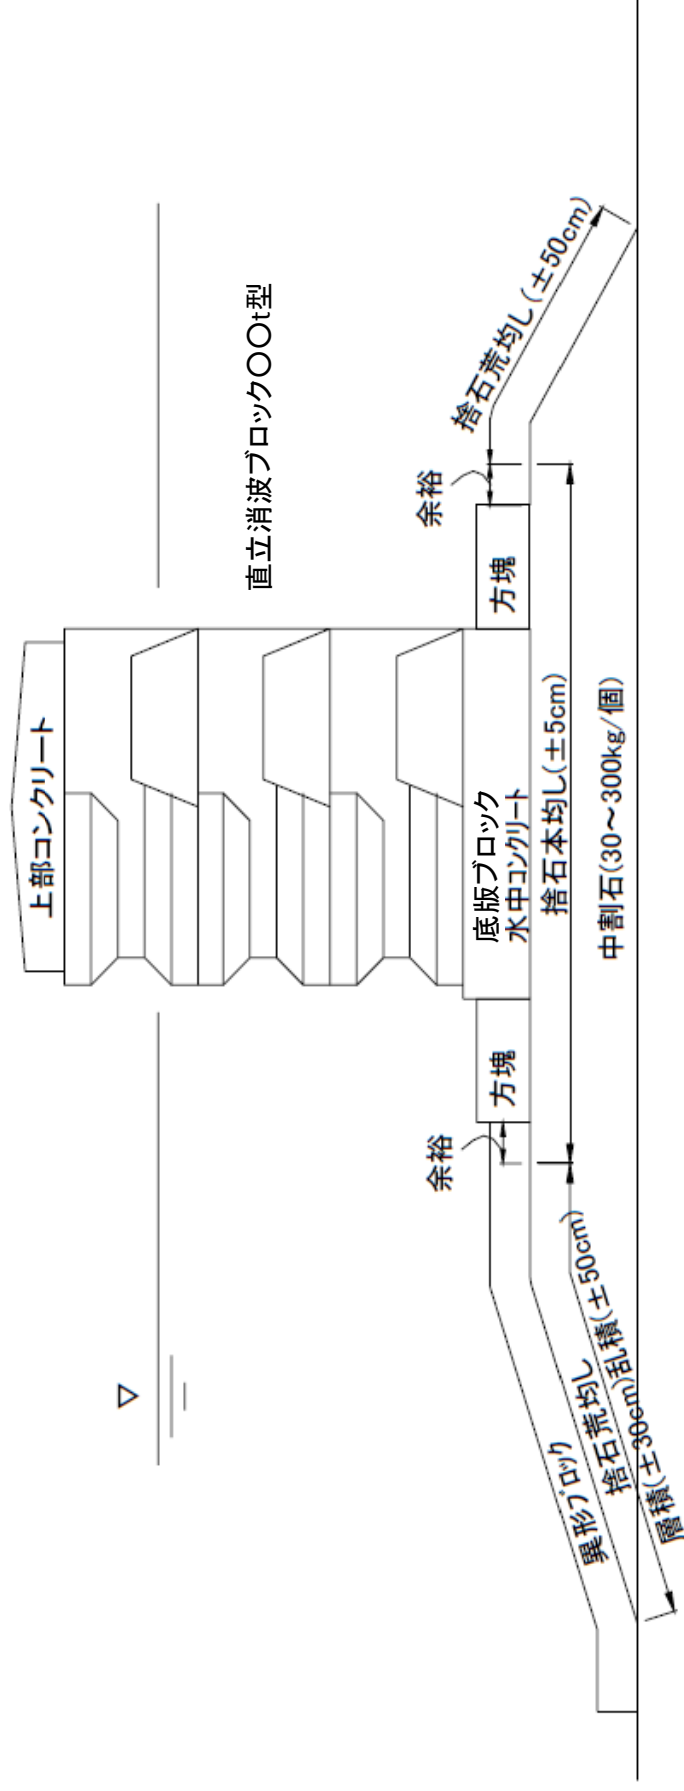 上部コンクリート
直立消波ブロック〇〇t型
余裕
方塊
底版ブロック
水中コンクリート
方塊
余裕
捨石荒均し(±50cm)
捨石本均し(±5cm)
中割石(30～300kg/個)
異形ブロック
捨石荒均し
層積(±30cm)乱積(±50cm)